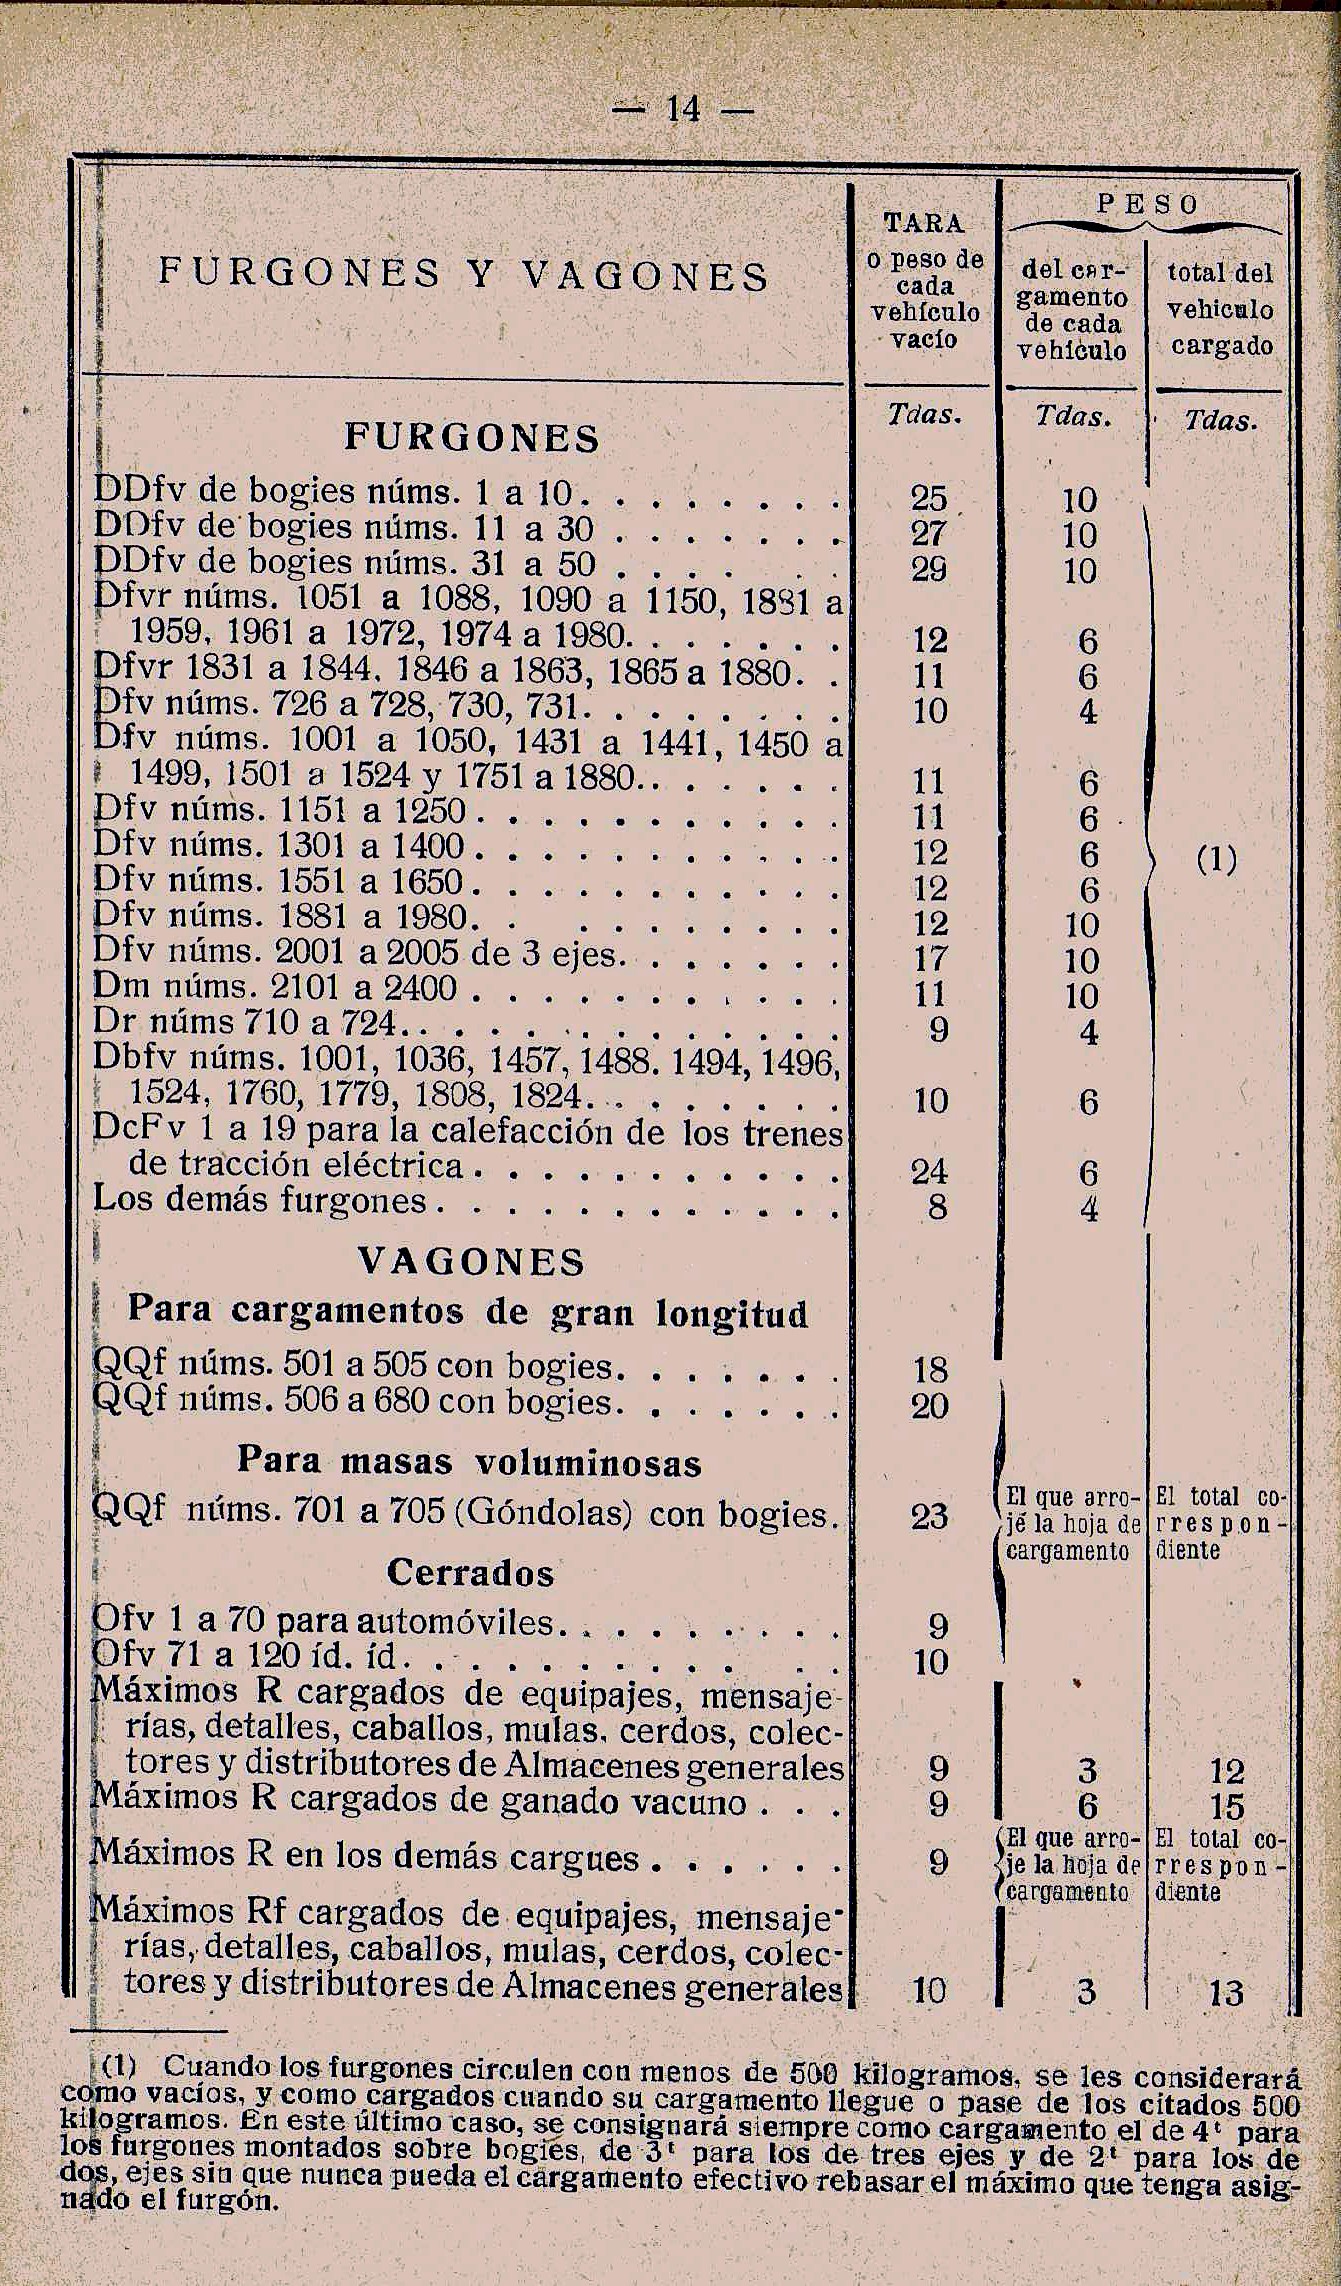 — 14 —
FURGONES Y VAGONES
TARA
o peso de
cada
vehículo
vacío
PESO
del car-
gamento
de cada
vehículo
total del
vehiculo
cargado
Tdas. Tdas. Tdas.
FURGONES
DDfv de bogies núms. 1 a 10. . . . . . . . 25 10
DDfv de bogies núms. 11 a 30 . . . . . . . 27 10
DDfv de bogies núms. 31 a 50 . . . . . . 29 10
Dfvr núms. 1051 a 1088, 1090 a 1150, 1881 a
1959, 1961 a 1972, 1974 a 1980. . . . . . . 12 6
Dfvr 1831 a 1844. 1846 a 1863, 1865 a 1880. . 11 6
Dfv núms. 726 a 728, 730, 731. . . . . . . . 10 4
Dfv núms. 1001 a 1050, 1431 a 1441, 1450 a
1499, 1501 a 1524 y 1751 a 1880.. . . . . . 11 6
Dfv núms. 1151 a 1250. . . . . . . . . . . 11 6
Dfv núms. 1301 a 1400. . . . . . . . . . . 12 6 (1)
Dfv núms. 1551 a 1650. . . . . . . . . . . 12 6
Dfv núms. 1881 a 1980. . . . . . . . . . 12 10
Dfv núms. 2001 a 2005 de 3 ejes. . . . . . . 17 10
Dm núms. 2101 a 2400 . . . . . . . . . . . 11 10
Dr núms 710 a 724.. . . . . . . . . . . . . 9 4
Dbfv núms. 1001, 1036, 1457, 1488. 1494, 1496,
1524, 1760, 1779, 1808, 1824. . . . . . . . 10 6
DcFv 1 a 19 para la calefacción de los trenes
de tracción eléctrica . . . . . . . . . . . 24 6
Los demás furgones . . . . . . . . . . . . 8 4
VAGONES
Para cargamentos de gran longitud
QQf núms. 501 a 505 con bogies. . . . . . . 18
QQf núms. 506 a 680 con bogies. . . . . . . 20
Para masas voluminosas
QQf núms. 701 a 705 (Góndolas) con bogies. 23
El que arro-
jé la hoja de
cargamento
El total co-
rrespon-
diente
Cerrados
Ofv 1 a 70 para automóviles. . . . . . . . . 9
Ofv 71 a 120 íd. íd. . . . . . . . . . . . 10
Máximos R cargados de equipajes, mensaje-
rías, detalles, caballos, mulas. cerdos, colec-
tores y distributores de Almacenes generales 9 3 12
Máximos R cargados de ganado vacuno . . . 9 6 15
Máximos R en los demás cargues . . . . . . 9
El que arro-
je la hoja de
cargamento
El total co-
rrespon-
diente
Máximos Rf cargados de equipajes, mensaje-
rías, detalles, caballos, mulas, cerdos, colec-
tores y distributores de Almacenes generales 10 3 13
(1) Cuando los furgones circulen con menos de 500 kilogramos, se les considerará
como vacíos, y como cargados cuando su cargamento llegue o pase de los citados 500
kilogramos. En este último caso, se consignará siempre como cargamento el de 4ᵗ para
los furgones montados sobre bogies, de 3ᵗ para los de tres ejes y de 2ᵗ para los de
dos, ejes sin que nunca pueda el cargamento efectivo rebasar el máximo que tenga asig-
nado el furgón.